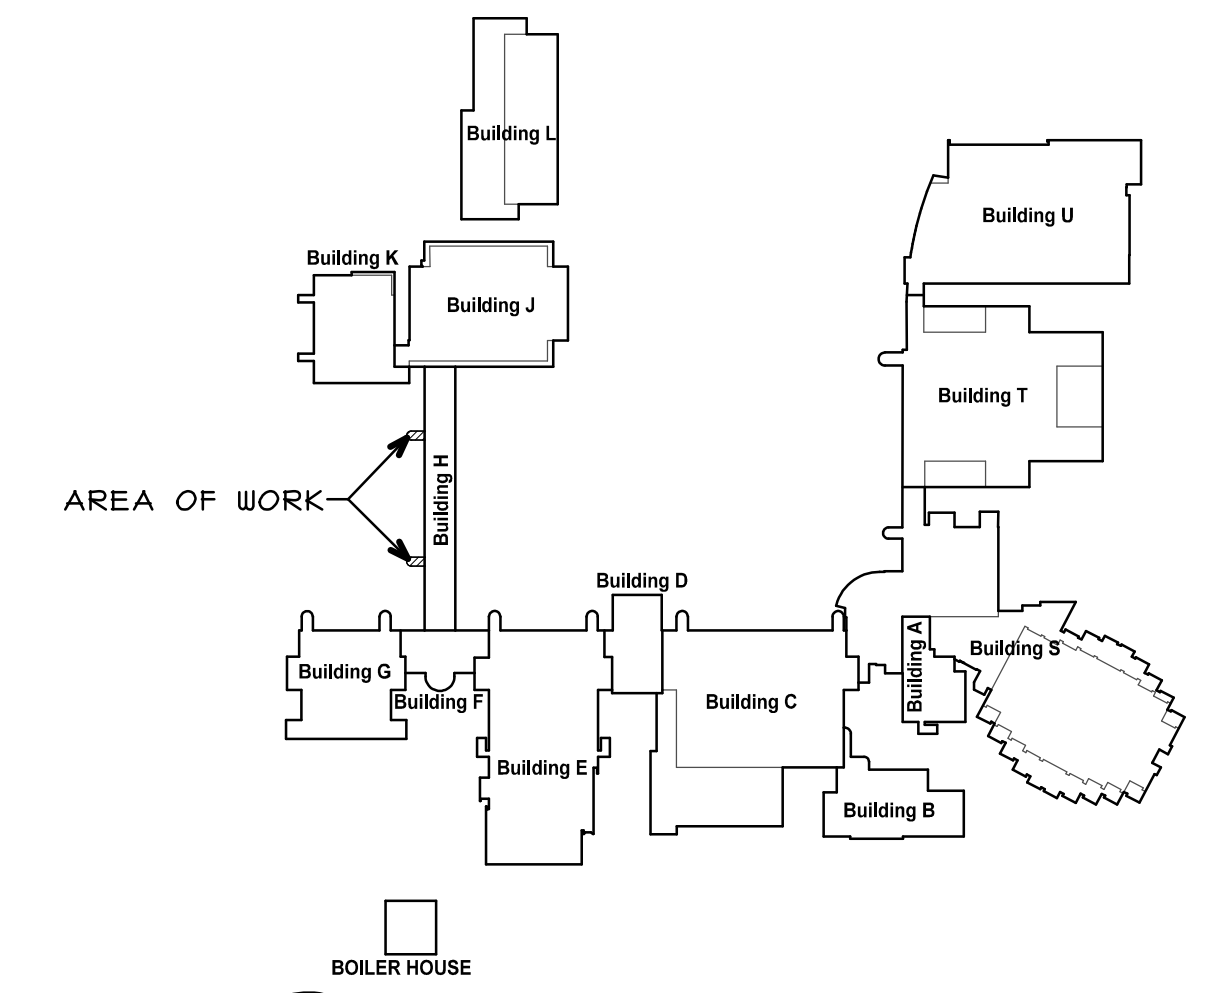 Building L
Building U
Building K
Building J
Building T
Building H
AREA OF WORK
Building D
Building A
Building S
Building G
Building F
Building C
Building E
Building B
BOILER HOUSE